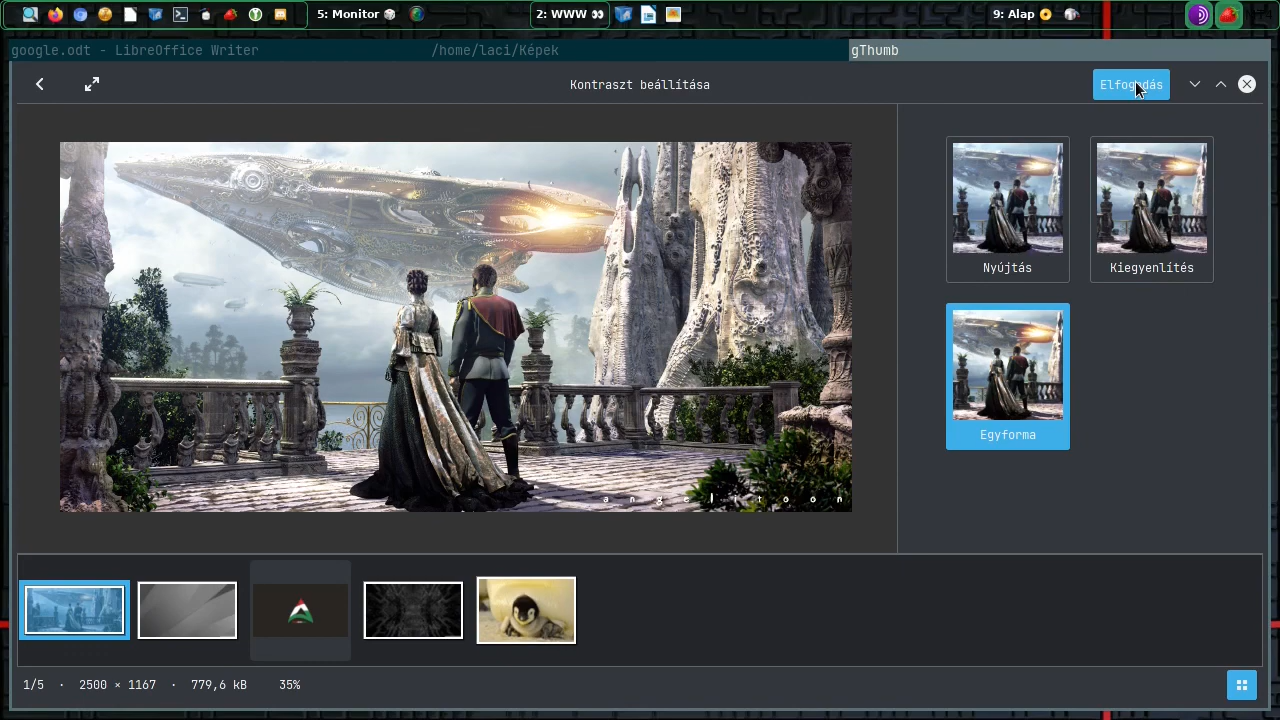 5: Monitor
2: WWW
9: Alap
google.odt - LibreOffice Writer
/home/laci/Képek
gThumb
Kontraszt beállítása
Elfogadás
Nyújtás
Kiegyenlítés
Egyforma
angelitoon
1/5 · 2500 × 1167 · 779,6 kB 35%